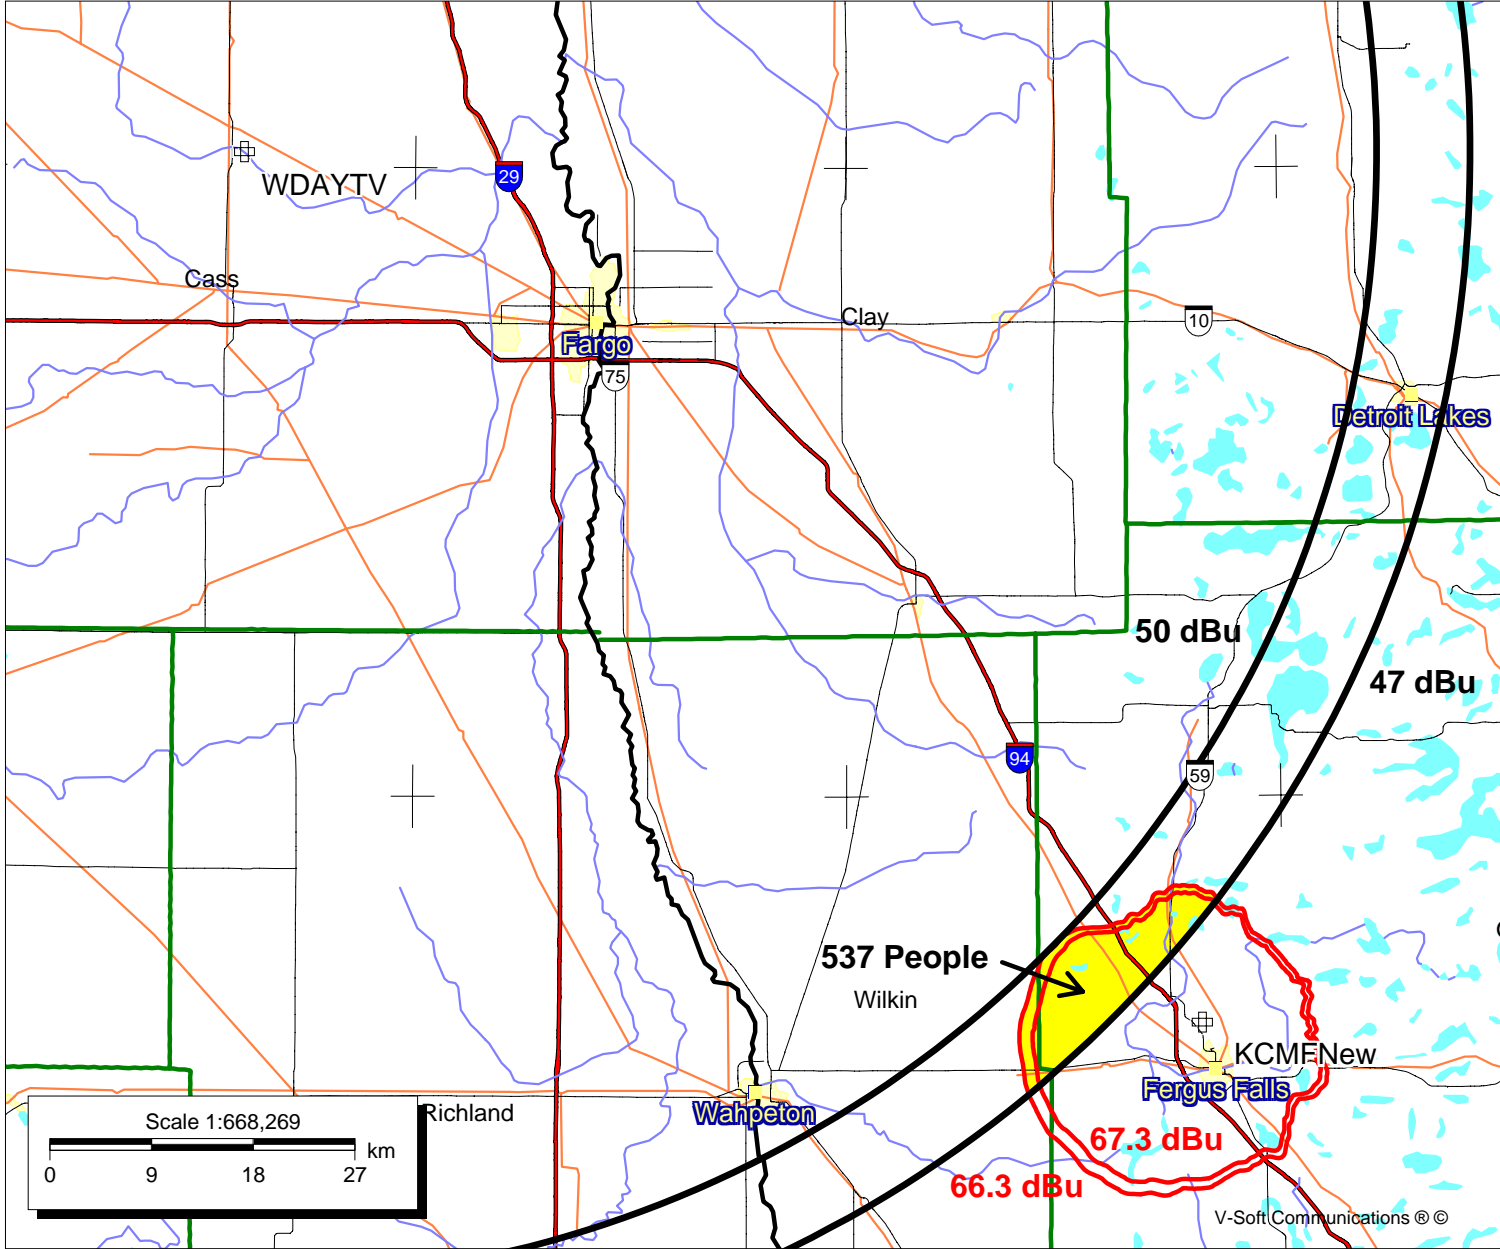 29
WDAYTV
Cass
Clay
10
Fargo
75
Detroit Lakes
50 dBu
47 dBu
94
59
537 People
Wilkin
KCMFNew
Fergus Falls
Wahpeton
Richland
Scale 1:668,269
km
0 9 18 27
67.3 dBu
66.3 dBu
V-Soft Communications ® ©